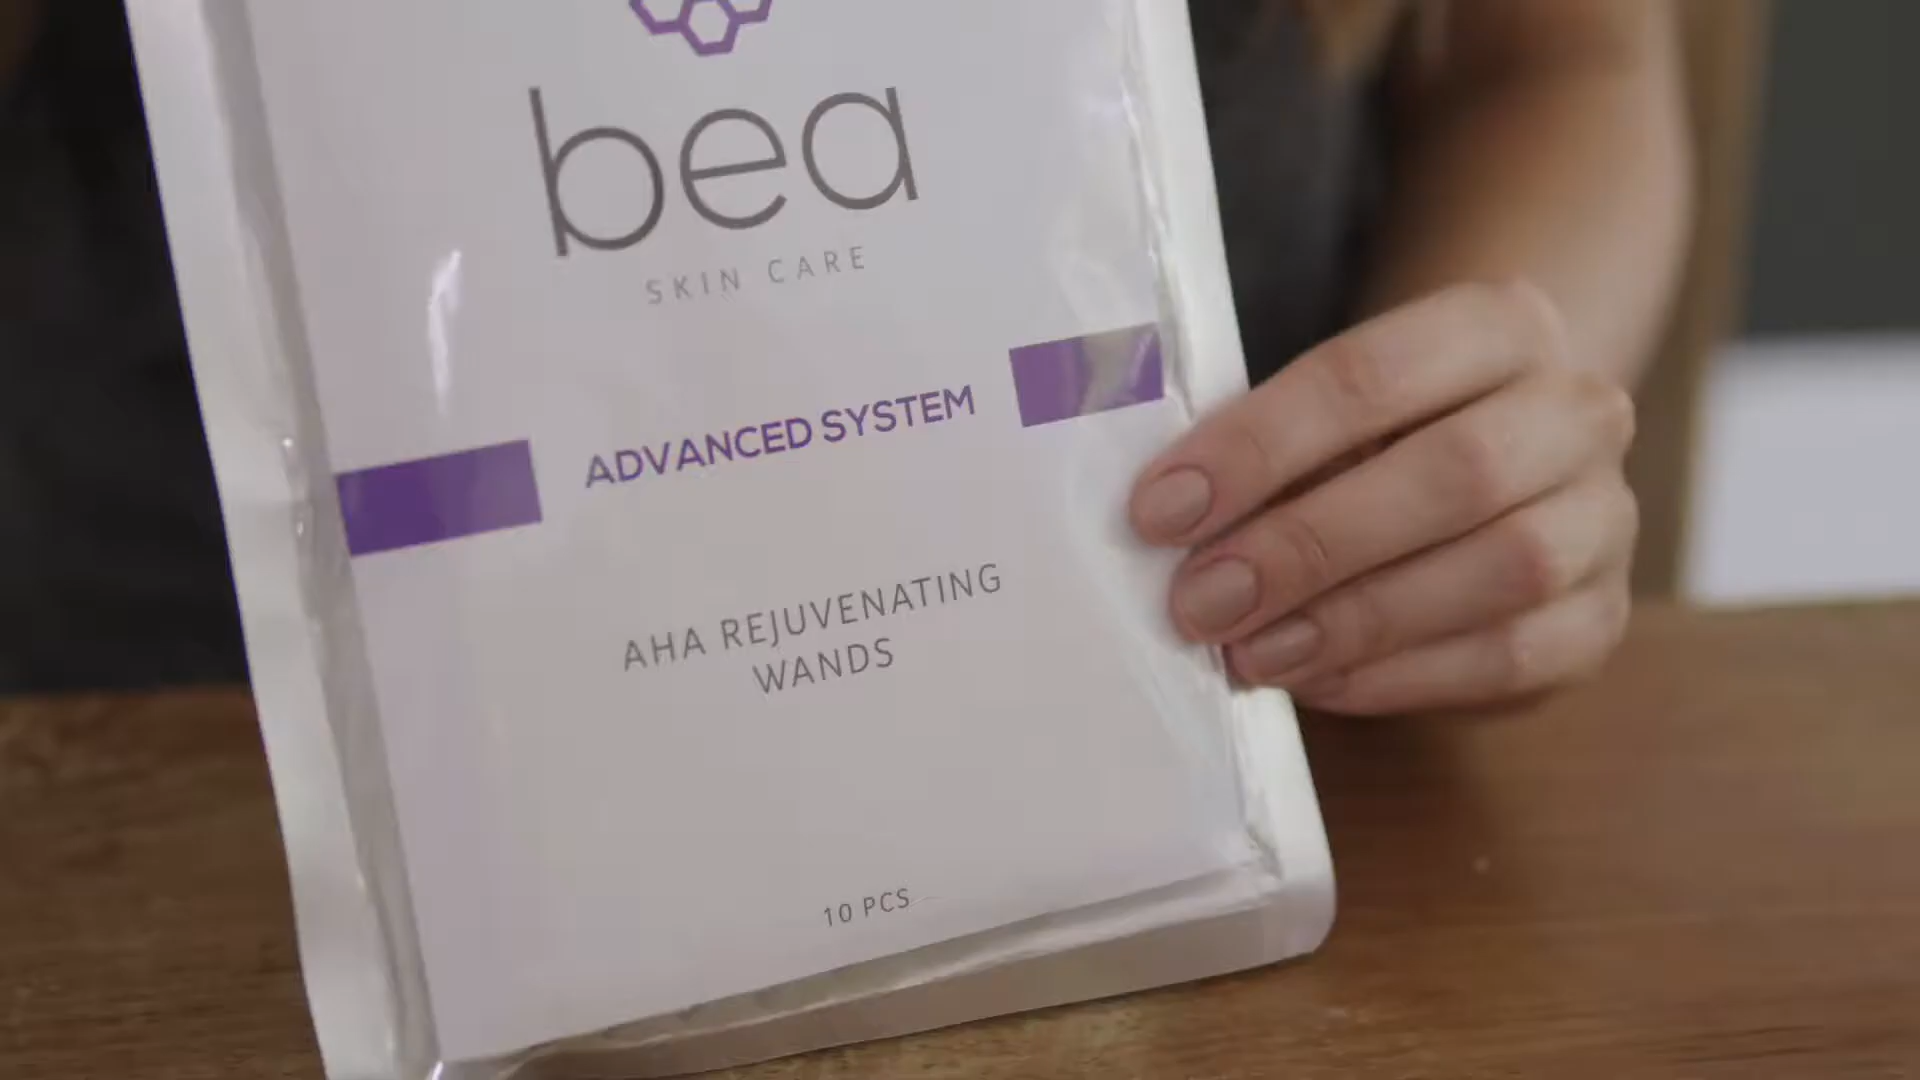 bea
SKIN CARE
ADVANCED SYSTEM
AHA REJUVENATING
WANDS
10 PCS